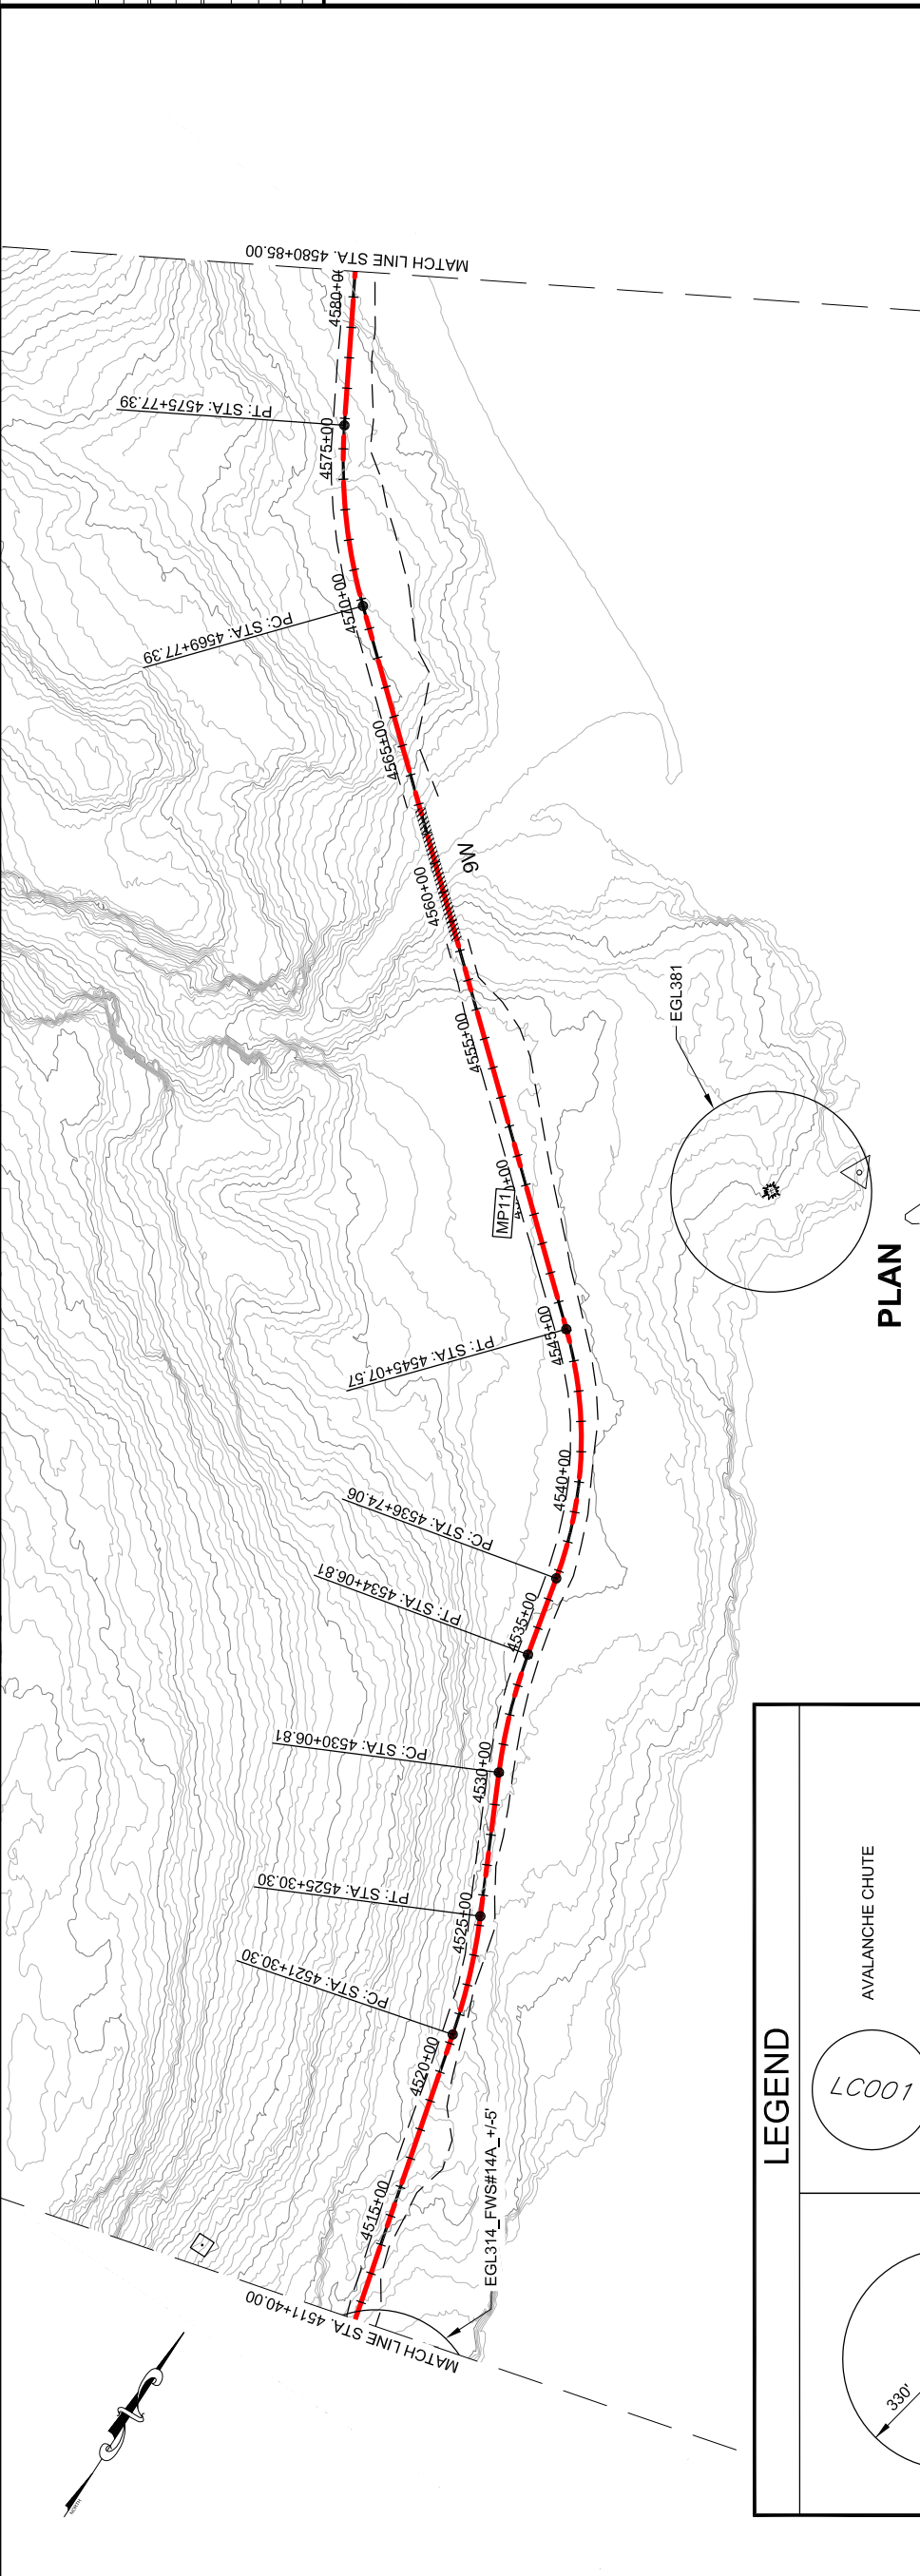 MATCH LINE STA. 4511+40.00
EGL314_FWS#14A_+/-5'
4515+00
4520+00
PC: STA: 4521+30.30
4525+00
PT: STA: 4525+30.30
4530+00
PC: STA: 4530+06.81
PT: STA: 4534+06.81
4535+00
PC: STA: 4536+74.06
4540+00
4545+00
PT: STA: 4545+07.57
MP11
+00
4555+00
4560+00
9W
4565+00
PC: STA: 4569+77.39
4570+00
4575+00
PT: STA: 4575+77.39
4580+0
MATCH LINE STA. 4580+85.00
EGL381
PLAN
NORTH
LEGEND
LC001
AVALANCHE CHUTE
330'